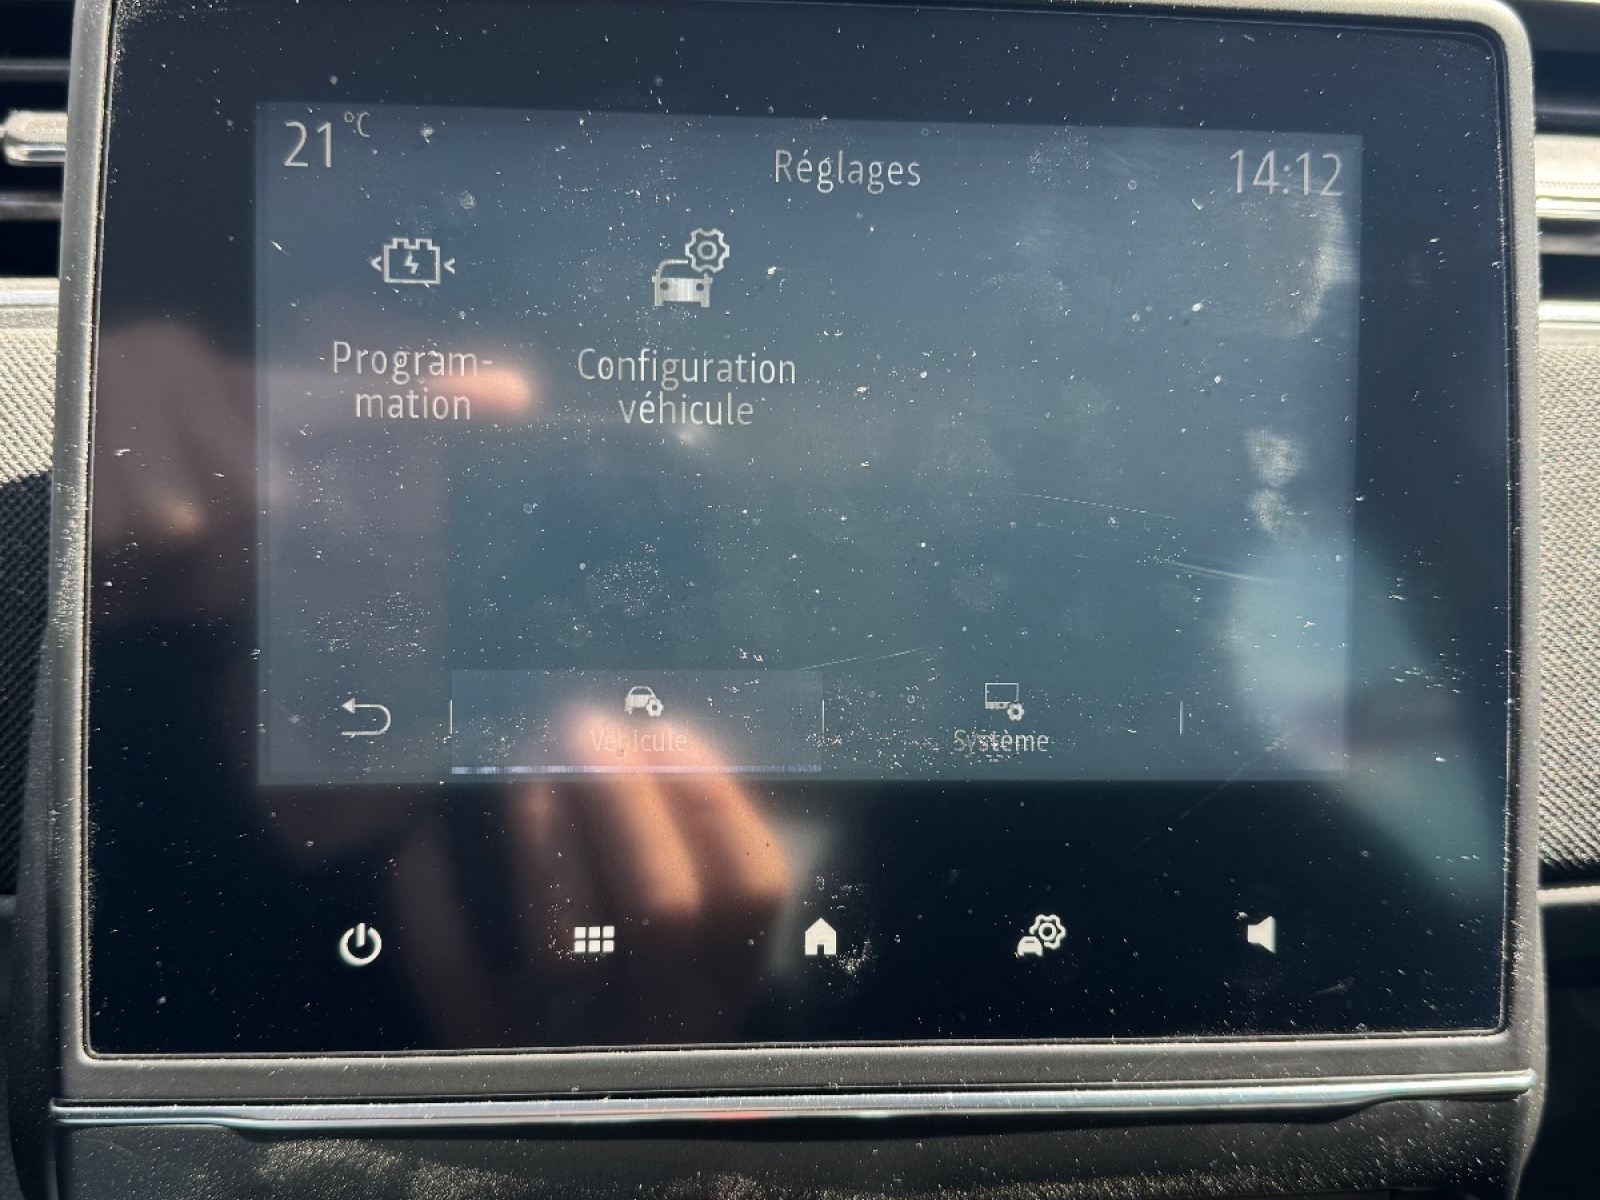 21 °C
Réglages
14:12
Program-
mation
Configuration
véhicule
Véhicule
Système